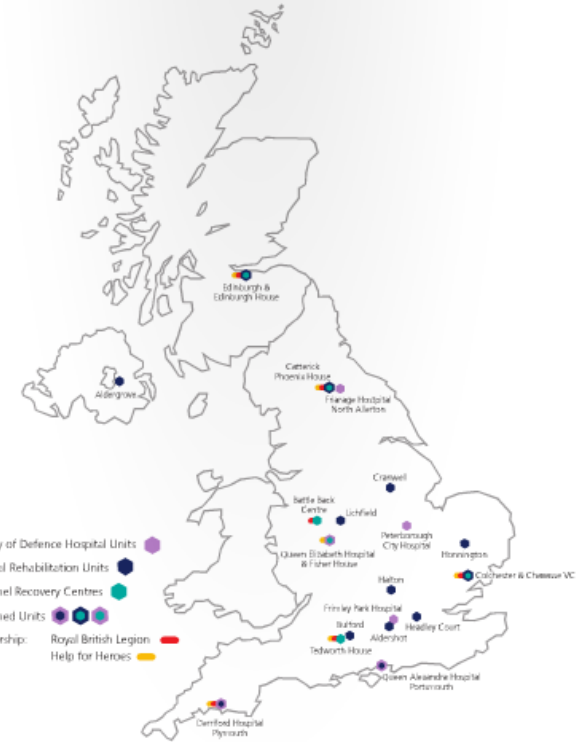 Edinburgh &
Edinburgh House
Catterick
Phoenix House
Friarage Hospital
North Allerton
Aldergrove
Cranwell
Battle Back
Centre
Lichfield
Peterborough
City Hospital
Queen Elizabeth Hospital
& Fisher House
Honnington
y of Defence Hospital Units
al Rehabilitation Units
nel Recovery Centres
ned Units
rship:
Royal British Legion
Help for Heroes
Halton
Colchester & Chavasse VC
Frimley Park Hospital
Headley Court
Bulford
Aldershot
Tedworth House
Queen Alexandra Hospital
Portsmouth
Derriford Hospital
Plymouth